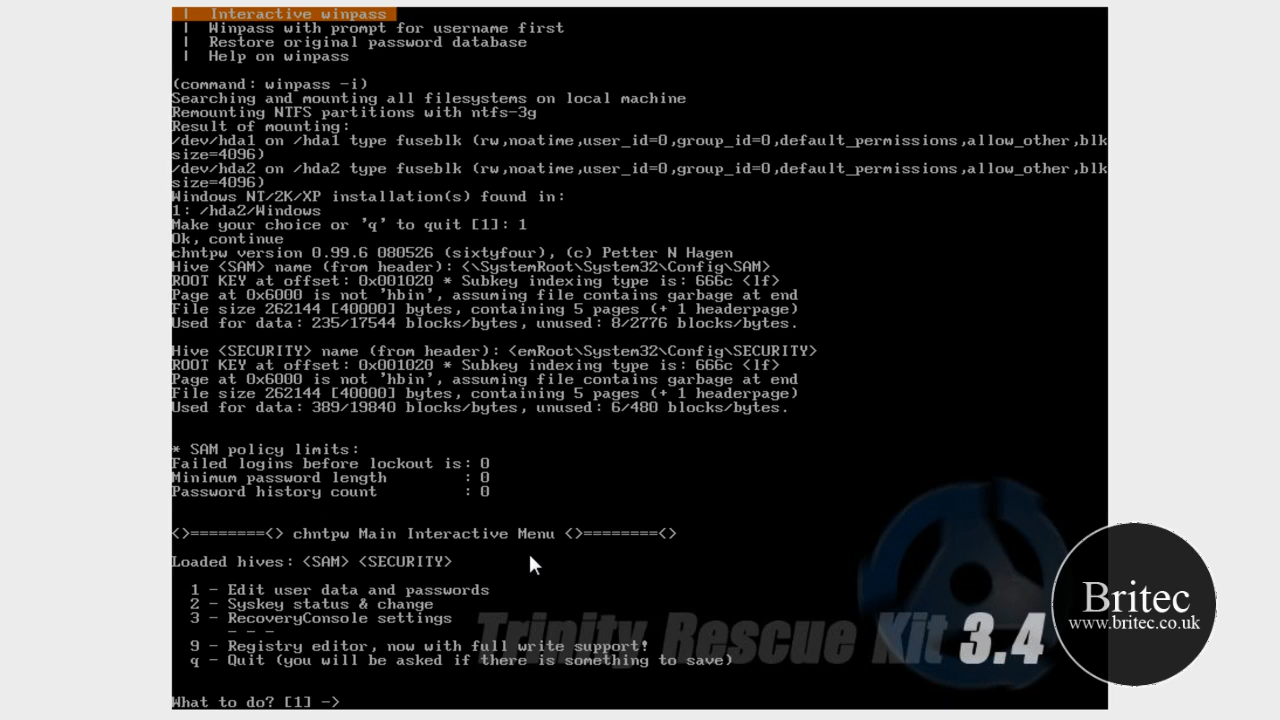 | Interactive winpass
| Winpass with prompt for username first
| Restore original password database
| Help on winpass
(command: winpass -i)
Searching and mounting all filesystems on local machine
Remounting NTFS partitions with ntfs-3g
Result of mounting:
/dev/hda1 on /hda1 type fuseblk (rw,noatime,user_id=0,group_id=0,default_permissions,allow_other,blk
size=4096)
/dev/hda2 on /hda2 type fuseblk (rw,noatime,user_id=0,group_id=0,default_permissions,allow_other,blk
size=4096)
Windows NT/2K/XP installation(s) found in:
1: /hda2/Windows
Make your choice or 'q' to quit [1]: 1
Ok, continue
chntpw version 0.99.6 080526 (sixtyfour), (c) Petter N Hagen
Hive <SAM> name (from header): <\SystemRoot\System32\Config\SAM>
ROOT KEY at offset: 0x001020 * Subkey indexing type is: 666c <lf>
Page at 0x6000 is not 'hbin', assuming file contains garbage at end
File size 262144 [40000] bytes, containing 5 pages (+ 1 headerpage)
Used for data: 235/17544 blocks/bytes, unused: 8/2776 blocks/bytes.
Hive <SECURITY> name (from header): <emRoot\System32\Config\SECURITY>
ROOT KEY at offset: 0x001020 * Subkey indexing type is: 666c <lf>
Page at 0x6000 is not 'hbin', assuming file contains garbage at end
File size 262144 [40000] bytes, containing 5 pages (+ 1 headerpage)
Used for data: 389/19840 blocks/bytes, unused: 6/480 blocks/bytes.
* SAM policy limits:
Failed logins before lockout is: 0
Minimum password length : 0
Password history count : 0
<>========<> chntpw Main Interactive Menu <>========<>
Loaded hives: <SAM> <SECURITY>
1 - Edit user data and passwords
2 - Syskey status & change
3 - RecoveryConsole settings
- - -
9 - Registry editor, now with full write support!
q - Quit (you will be asked if there is something to save)
What to do? [1] ->
Trinity Rescue Kit 3.4
Britec
www.britec.co.uk